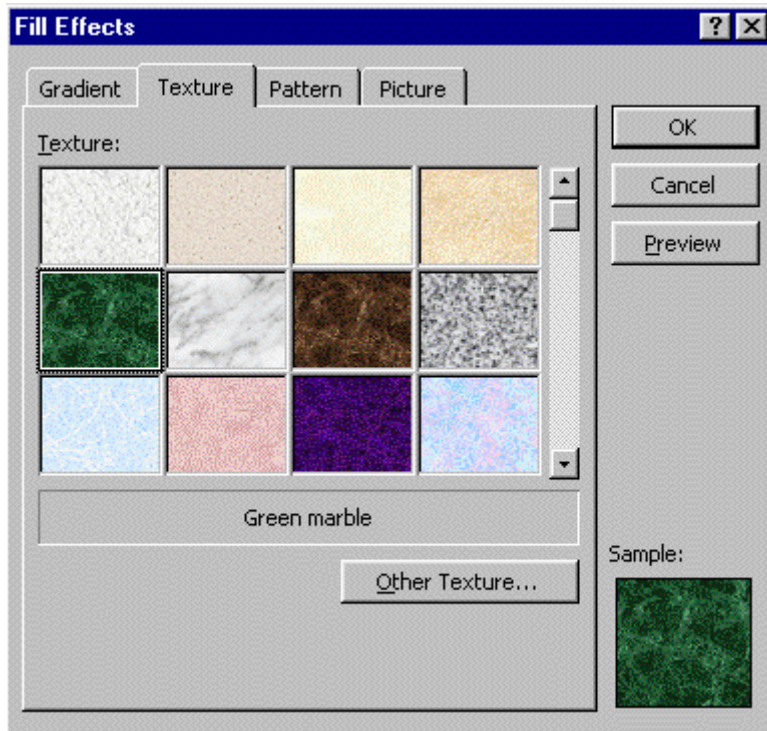 Fill Effects
Gradient Texture Pattern Picture
Texture:
OK
Cancel
Preview
Green marble
Other Texture...
Sample: